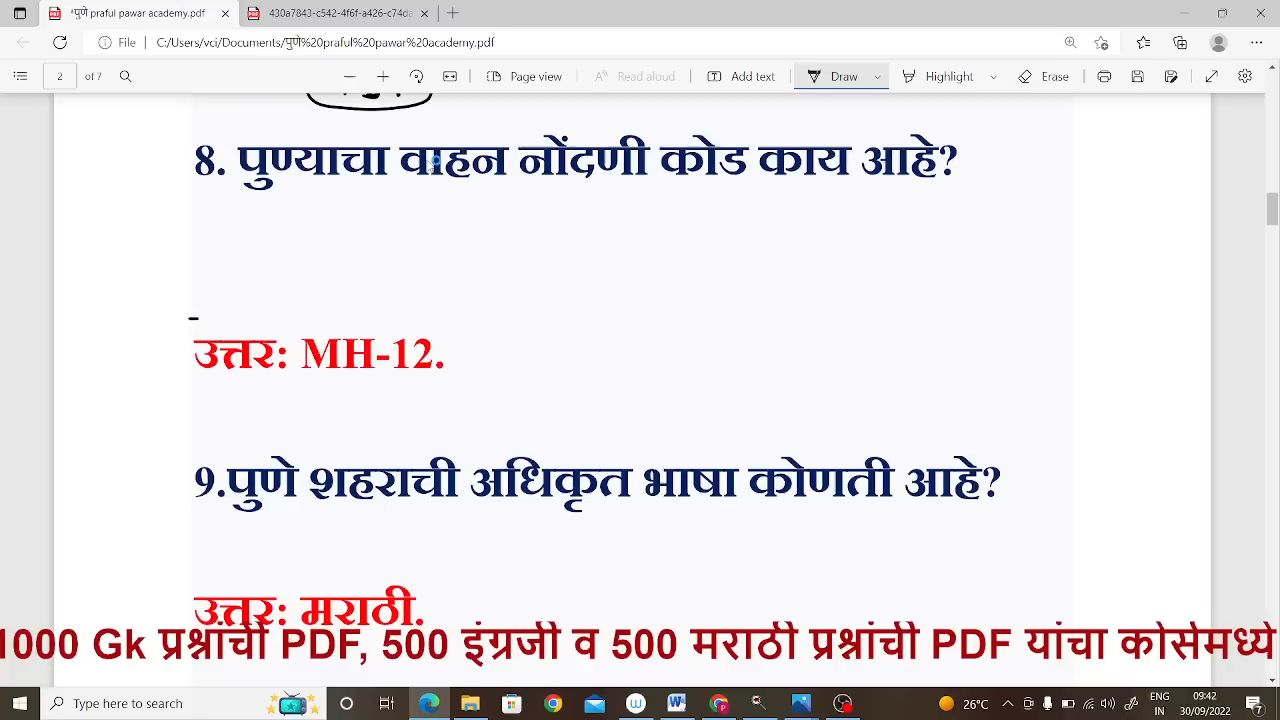 *पुणे praful pawar academy.pdf
430a7843-c542-4f6f-a426-c74da
File C:/Users/vci/Documents/पुणे%20praful%20pawar%20academy.pdf
2 of 7 Page view Read aloud Add text Draw Highlight Erase
8. पुण्याचा वाहन नोंदणी कोड काय आहे?
उत्तर: MH-12.
9.पुणे शहराची अधिकृत भाषा कोणती आहे?
उत्तर: मराठी.
1000 Gk प्रश्नांची PDF, 500 इंग्रजी व 500 मराठी प्रश्नांची PDF यांचा कोर्समध्ये
Type here to search 26°C ENG 09:42
IN 30/09/2022